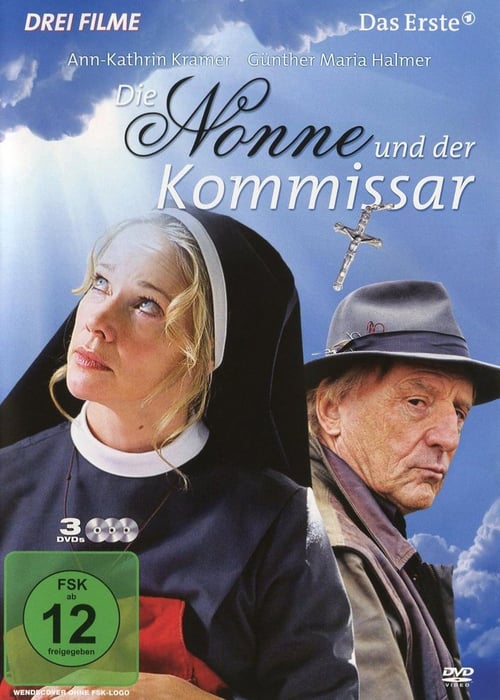 DREI FILME
Das Erste
Ann-Kathrin Kramer Günther Maria Halmer
Die Nonne und der
Kommissar
3
DVDs
FSK
ab
12
freigegeben
WENDECOVER OHNE FSK-LOGO
DVD
VIDEO